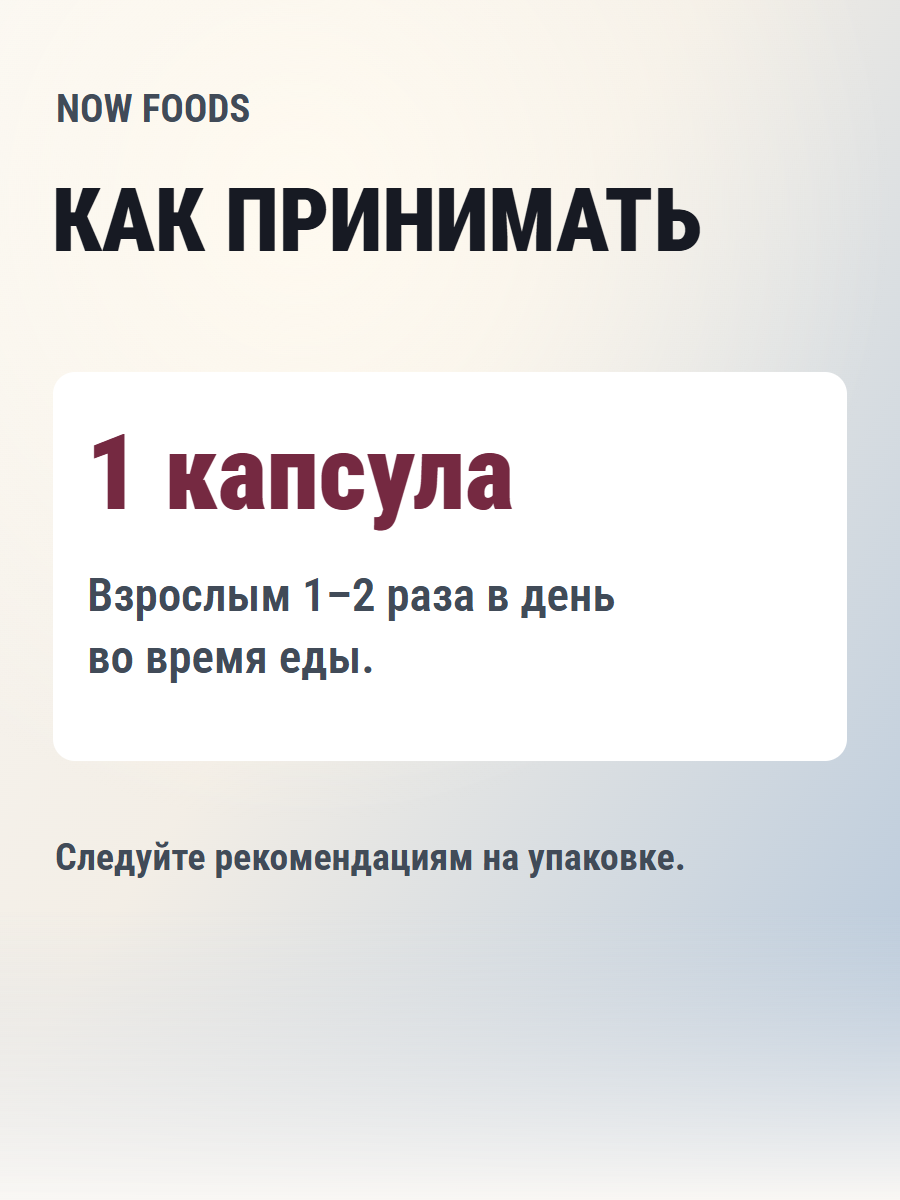 NOW FOODS
КАК ПРИНИМАТЬ
1 капсула
Взрослым 1–2 раза в день
во время еды.
Следуйте рекомендациям на упаковке.